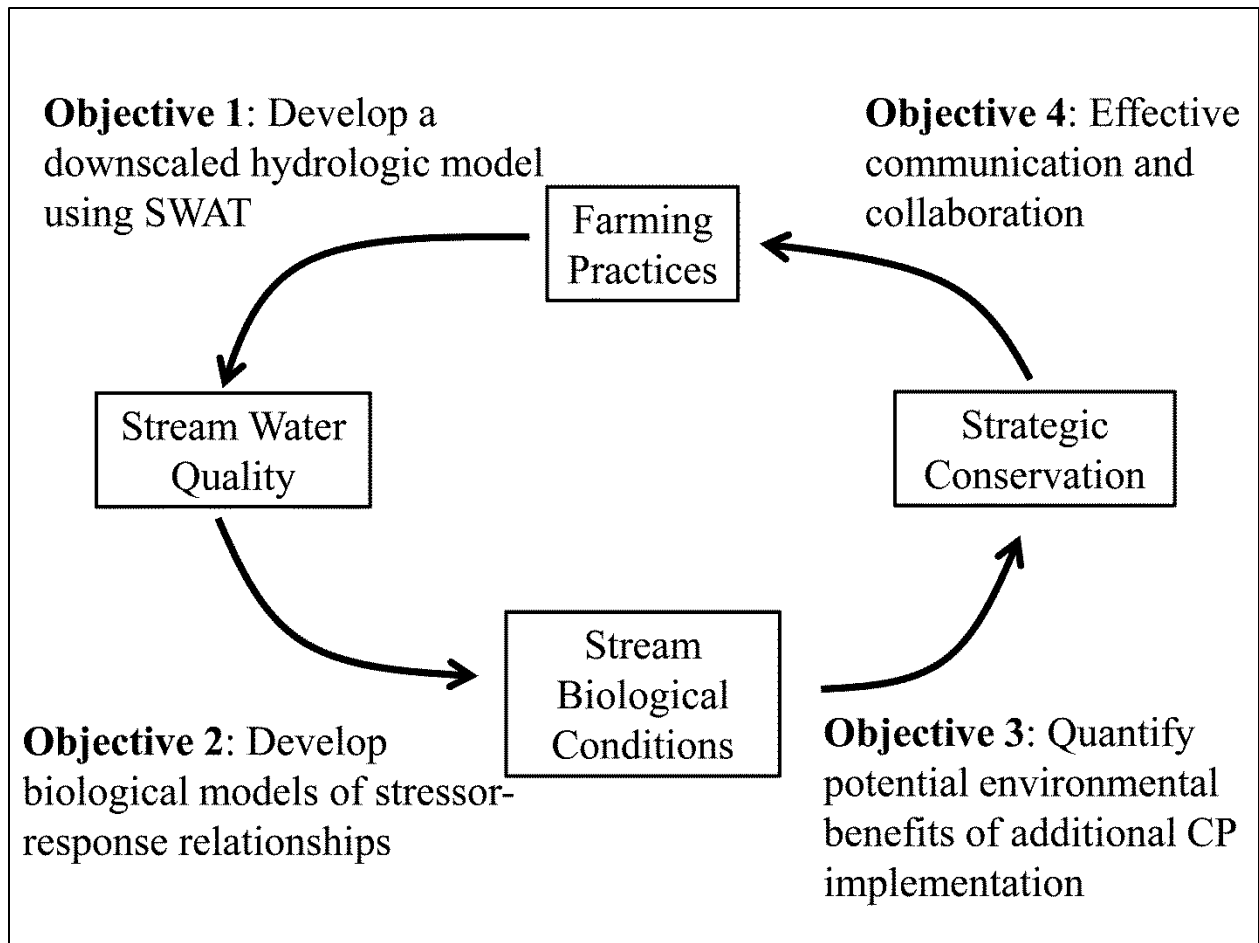 Objective 1: Develop a
downscaled hydrologic model
using SWAT
Objective 4: Effective
communication and
collaboration
Farming
Practices
Stream Water
Quality
Strategic
Conservation
Stream
Biological
Conditions
Objective 2: Develop
biological models of stressor-
response relationships
Objective 3: Quantify
potential environmental
benefits of additional CP
implementation